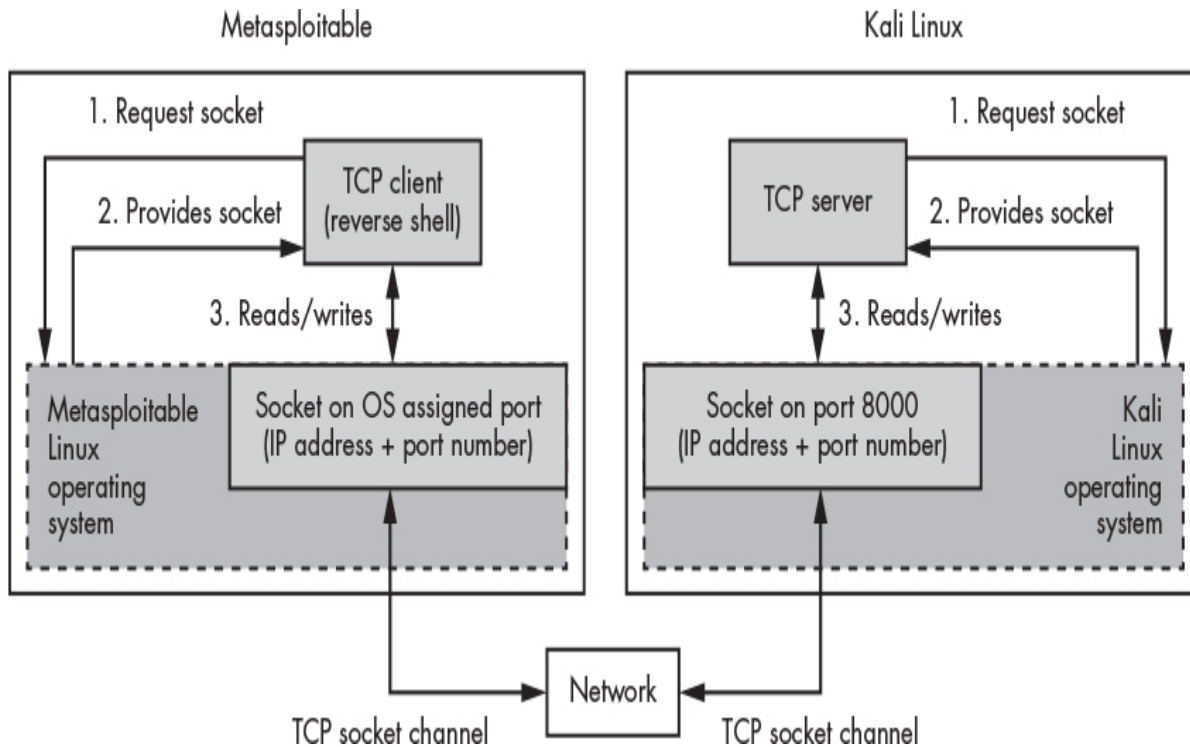 Metasploitable
1. Request socket
TCP client
(reverse shell)
2. Provides socket
3. Reads/writes
Metasploitable
Linux
operating
system
Socket on OS assigned port
(IP address + port number)
Kali Linux
1. Request socket
TCP server
2. Provides socket
3. Reads/writes
Socket on port 8000
(IP address + port number)
Kali
Linux
operating
system
Network
TCP socket channel
TCP socket channel